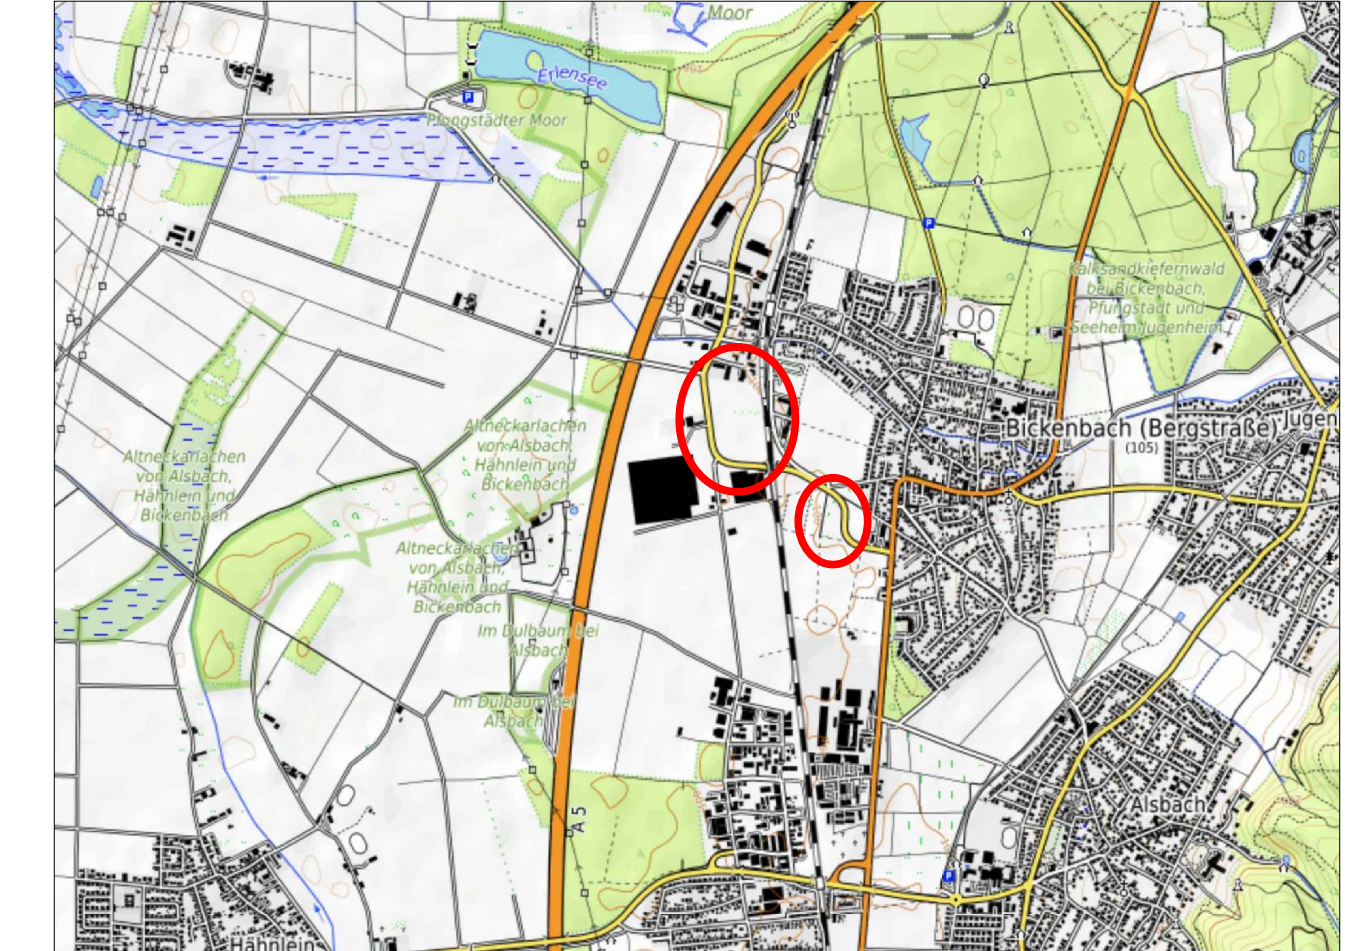 Moor
Erlensee
P
Pfungstädter Moor
P
Kalksandkiefernwald
bei Bickenbach,
Pfungstadt und
Seeheim-Jugenheim
Altneckarlachen
von Alsbach,
Hähnlein und
Bickenbach
Altneckarlachen
von Alsbach,
Hähnlein und
Bickenbach
Jugen
Bickenbach (Bergstraße)
(105)
Altneckarlachen
von Alsbach,
Hähnlein und
Bickenbach
Im Dulbaum bei
Alsbach
Im Dulbaum bei
Alsbach
A 5
Alsbach
P
Hähnlein